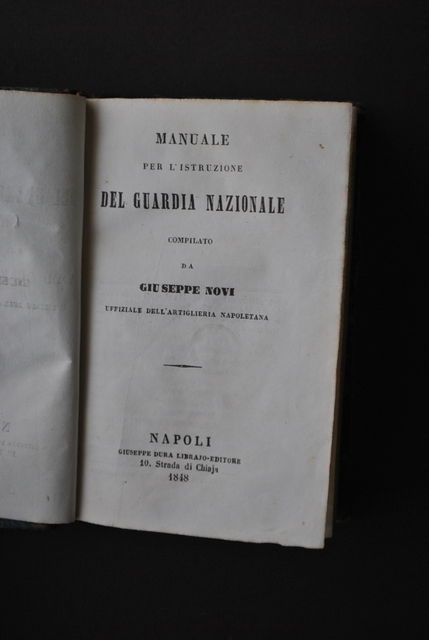 MANUALE
PER L'ISTRUZIONE
DEL GUARDIA NAZIONALE
COMPILATO
DA
GIUSEPPE NOVI
UFFIZIALE DELL'ARTIGLIERIA NAPOLETANA
NAPOLI
GIUSEPPE DURA LIBRAJO-EDITORE
10. Strada di Chiaja
1848